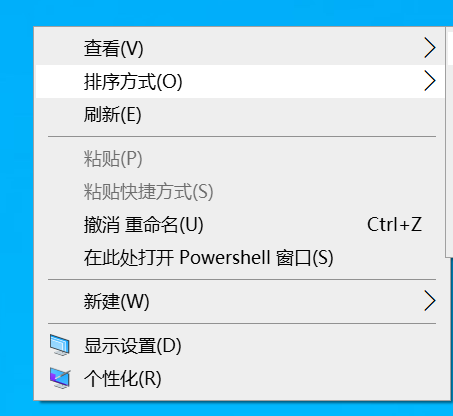 查看(V)
排序方式(O)
刷新(E)
粘贴(P)
粘贴快捷方式(S)
撤消 重命名(U) Ctrl+Z
在此处打开 Powershell 窗口(S)
新建(W)
显示设置(D)
个性化(R)